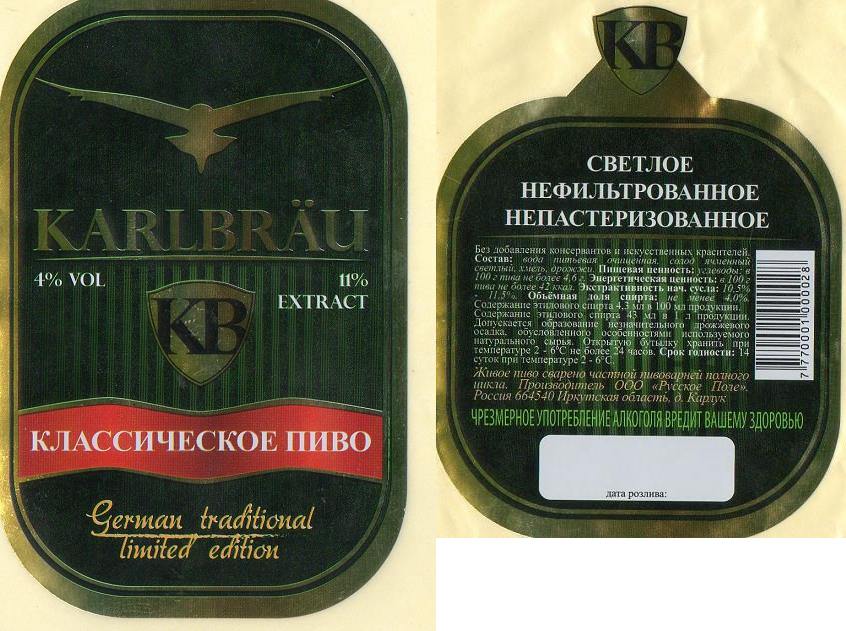 KARLBRÄU
4% VOL
11%
EXTRACT
KB
КЛАССИЧЕСКОЕ ПИВО
German traditional
limited edition
KB
СВЕТЛОЕ
НЕФИЛЬТРОВАННОЕ
НЕПАСТЕРИЗОВАННОЕ
Без добавления консервантов и искусственных красителей.
Состав: вода питьевая очищенная, солод ячменный
светлый, хмель, дрожжи. Пищевая ценность: углеводы: в
100 г пива не более 4,6 г. Энергетическая ценность: в 100 г
пива не более 42 ккал. Экстрактивность нач. сусла: 10,5%
- 11,5%. Объёмная доля спирта: не менее 4,0%.
Содержание этилового спирта 4,3 мл в 100 мл продукции.
Содержание этилового спирта 43 мл в 1 л продукции.
Допускается образование незначительного дрожжевого
осадка, обусловленного особенностями используемого
натурального сырья. Открытую бутылку хранить при
температуре 2 - 6°С не более 24 часов. Срок годности: 14
суток при температуре 2 - 6°С.
Живое пиво сварено частной пивоварней полного
цикла. Производитель ООО «Русское Поле».
Россия 664540 Иркутская область, д. Карлук
ЧРЕЗМЕРНОЕ УПОТРЕБЛЕНИЕ АЛКОГОЛЯ ВРЕДИТ ВАШЕМУ ЗДОРОВЬЮ
дата розлива:
7 770001 000028